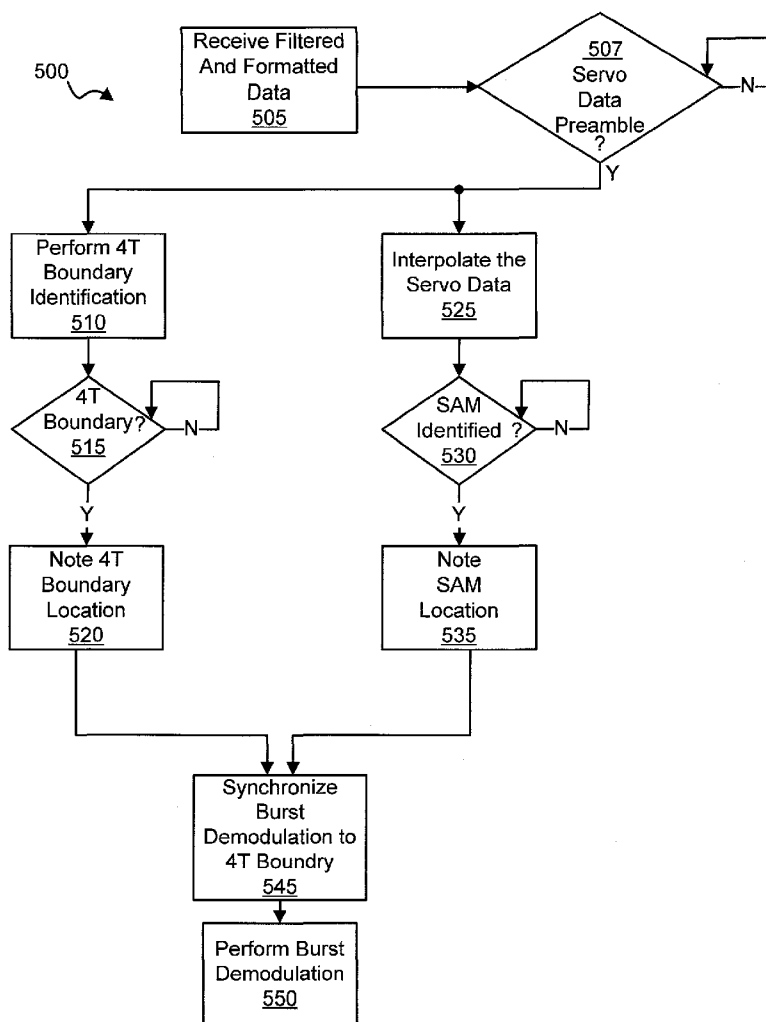 500
Receive Filtered
And Formatted
Data
505
507
Servo
Data
Preamble
?
N
Y
Perform 4T
Boundary
Identification
510
Interpolate the
Servo Data
525
4T
Boundary?
515
N
Y
SAM
Identified ?
530
N
Y
Note 4T
Boundary
Location
520
Note
SAM
Location
535
Synchronize
Burst
Demodulation to
4T Boundry
545
Perform Burst
Demodulation
550